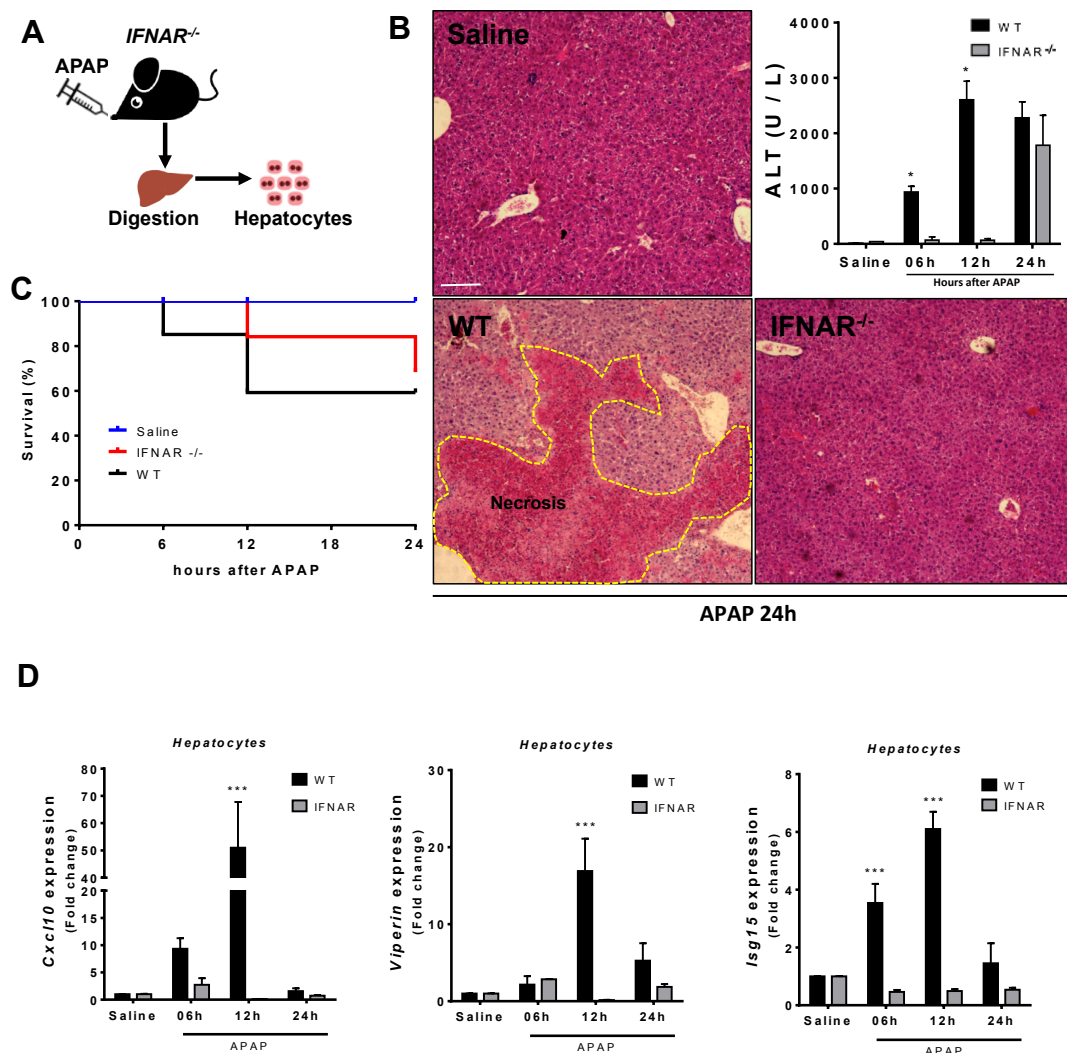 A
IFNAR-/-
APAP
Digestion
Hepatocytes
B
Saline
WT
IFNAR-/-
ALT (U / L)
3000
2000
1000
0
*
*
Saline
06h
12h
24h
Hours after APAP
C
Survival (%)
100
80
60
40
20
0
Saline
IFNAR -/-
WT
0
6
12
18
24
hours after APAP
WT
Necrosis
IFNAR-/-
APAP 24h
D
Hepatocytes
Cxcl10 expression
(Fold change)
80
70
60
50
40
20
15
10
5
0
***
WT
IFNAR
Saline
06h
12h
24h
APAP
Hepatocytes
Viperin expression
(Fold change)
30
20
10
0
***
WT
IFNAR
Saline
06h
12h
24h
APAP
Hepatocytes
Isg15 expression
(Fold change)
8
6
4
2
0
***
***
WT
IFNAR
Saline
06h
12h
24h
APAP